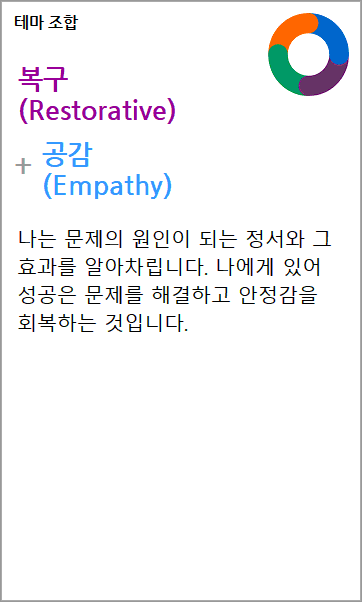 테마 조합
복구
(Restorative)
+ 공감
(Empathy)
나는 문제의 원인이 되는 정서와 그
효과를 알아차립니다. 나에게 있어
성공은 문제를 해결하고 안정감을
회복하는 것입니다.